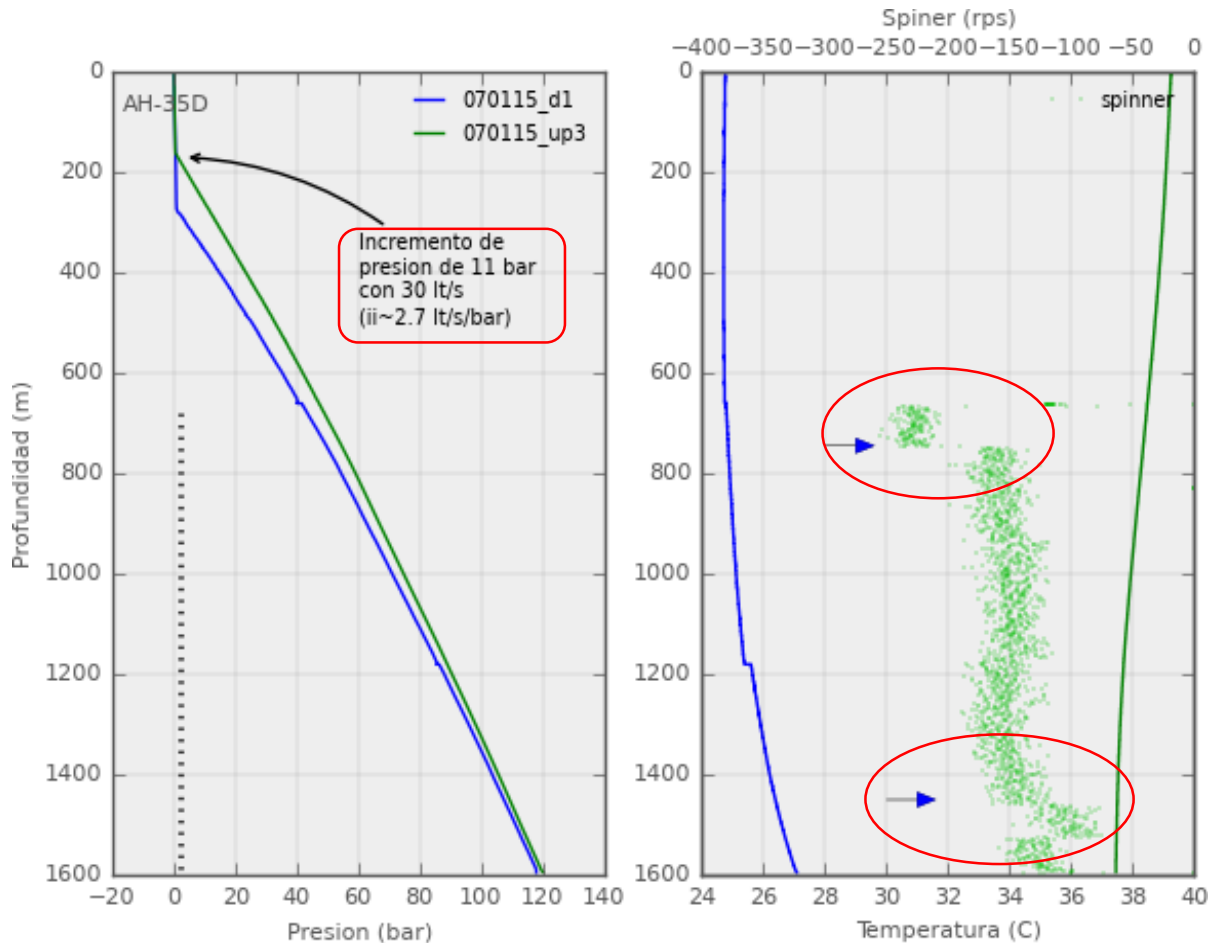 Spiner (rps)
−400 −350 −300 −250 −200 −150 −100 −50 0
0
200
400
600
800
1000
1200
1400
1600
Profundidad (m)
AH-35D
070115_d1
070115_up3
Incremento de
presion de 11 bar
con 30 lt/s
(ii~2.7 lt/s/bar)
−20 0 20 40 60 80 100 120 140
Presion (bar)
0
200
400
600
800
1000
1200
1400
1600
spinner
24 26 28 30 32 34 36 38 40
Temperatura (C)